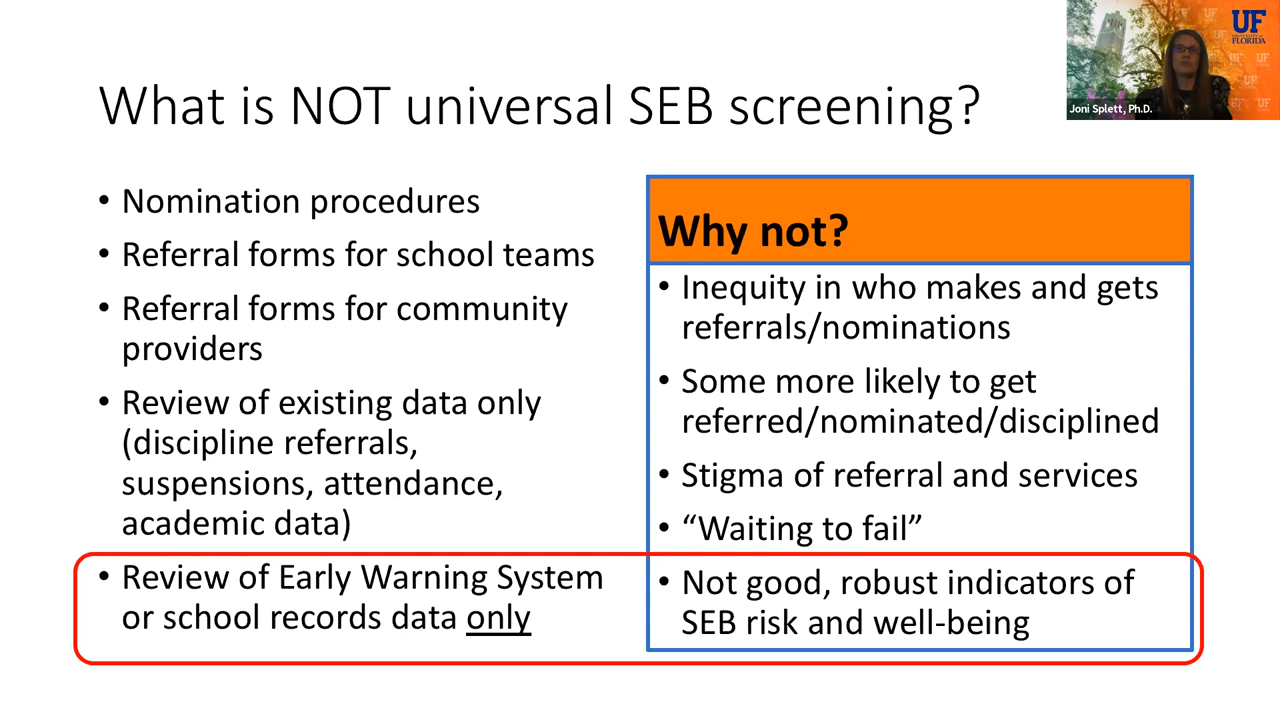 What is NOT universal SEB screening?
UF
UNIVERSITY of
FLORIDA
Joni Splett, Ph.D.
• Nomination procedures
• Referral forms for school teams
• Referral forms for community
providers
• Review of existing data only
(discipline referrals,
suspensions, attendance,
academic data)
• Review of Early Warning System
or school records data only
Why not?
• Inequity in who makes and gets
referrals/nominations
• Some more likely to get
referred/nominated/disciplined
• Stigma of referral and services
• “Waiting to fail”
• Not good, robust indicators of
SEB risk and well-being